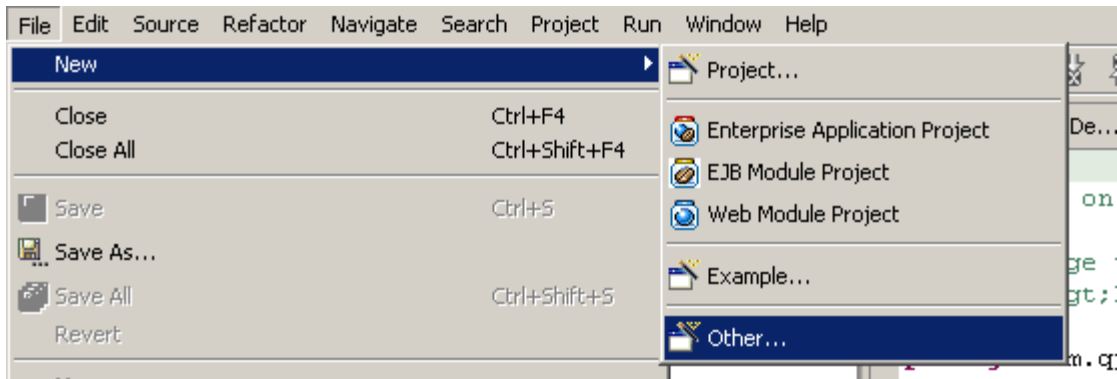 File Edit Source Refactor Navigate Search Project Run Window Help
New
Close Ctrl+F4
Close All Ctrl+Shift+F4
Save Ctrl+S
Save As...
Save All Ctrl+Shift+S
Revert
Project...
Enterprise Application Project
EJB Module Project
Web Module Project
Example...
Other...
De...
on